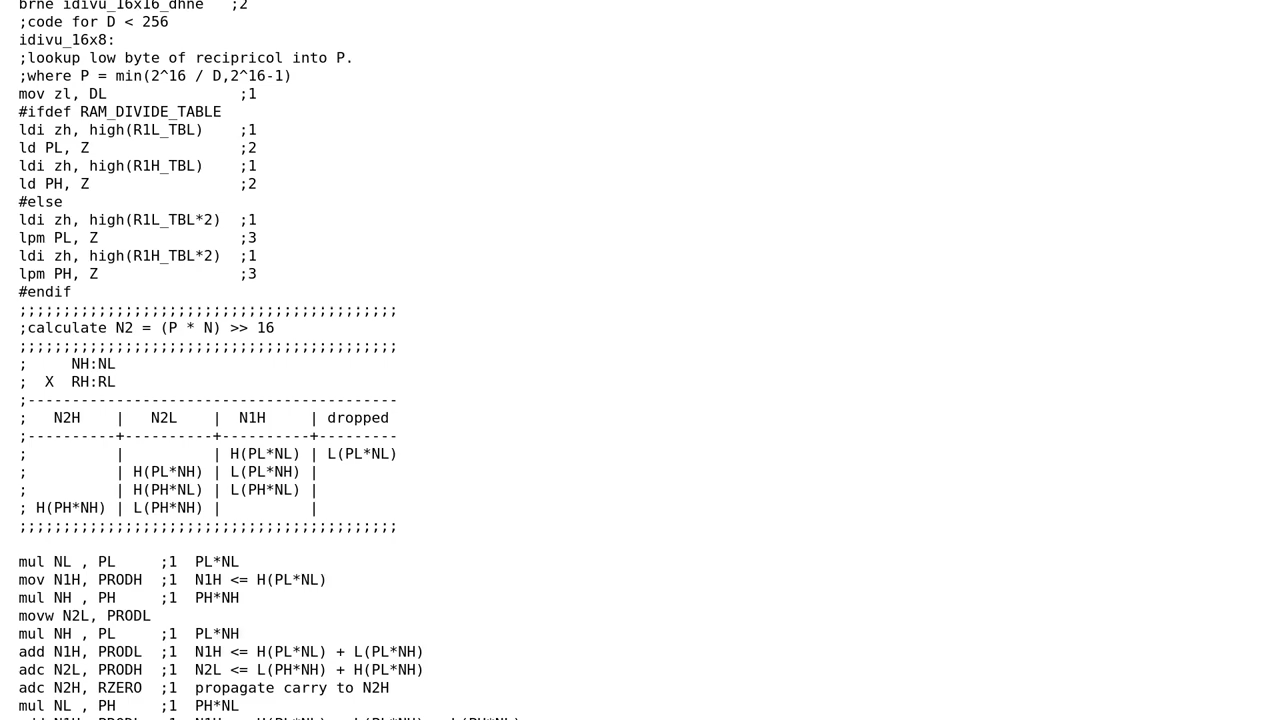 brne idivu_16x16_dhne   ;2
;code for D < 256
idivu_16x8:
;lookup low byte of recipricol into P.
;where P = min(2^16 / D,2^16-1)
mov zl, DL               ;1
#ifdef RAM_DIVIDE_TABLE
ldi zh, high(R1L_TBL)    ;1
ld PL, Z                 ;2
ldi zh, high(R1H_TBL)    ;1
ld PH, Z                 ;2
#else
ldi zh, high(R1L_TBL*2)  ;1
lpm PL, Z                ;3
ldi zh, high(R1H_TBL*2)  ;1
lpm PH, Z                ;3
#endif
;;;;;;;;;;;;;;;;;;;;;;;;;;;;;;;;;;;;;;;;;;;
;calculate N2 = (P * N) >> 16
;;;;;;;;;;;;;;;;;;;;;;;;;;;;;;;;;;;;;;;;;;;
;     NH:NL
;  X  RH:RL
;------------------------------------------
;   N2H    |   N2L    |  N1H     | dropped
;----------+----------+----------+---------
;          |          | H(PL*NL) | L(PL*NL)
;          | H(PL*NH) | L(PL*NH) |
;          | H(PH*NL) | L(PH*NL) |
; H(PH*NH) | L(PH*NH) |          |
;;;;;;;;;;;;;;;;;;;;;;;;;;;;;;;;;;;;;;;;;;;
mul NL , PL     ;1  PL*NL
mov N1H, PRODH  ;1  N1H <= H(PL*NL)
mul NH , PH     ;1  PH*NH
movw N2L, PRODL
mul NH , PL     ;1  PL*NH
add N1H, PRODL  ;1  N1H <= H(PL*NL) + L(PL*NH)
adc N2L, PRODH  ;1  N2L <= L(PH*NH) + H(PL*NH)
adc N2H, RZERO  ;1  propagate carry to N2H
mul NL , PH     ;1  PH*NL